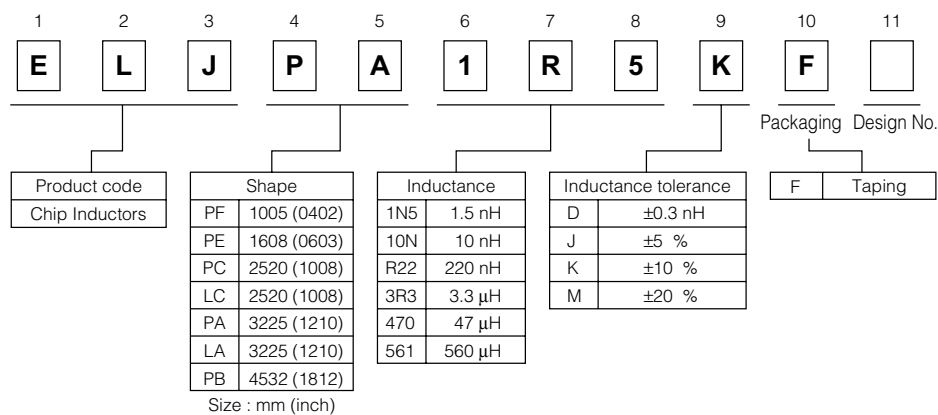 1 2 3 4 5 6 7 8 9 10 11
E L J P A 1 R 5 K F
Packaging Design No.
Product code
Chip Inductors
Shape
PF 1005 (0402)
PE 1608 (0603)
PC 2520 (1008)
LC 2520 (1008)
PA 3225 (1210)
LA 3225 (1210)
PB 4532 (1812)
Size : mm (inch)
Inductance
1N5 1.5 nH
10N 10 nH
R22 220 nH
3R3 3.3 µH
470 47 µH
561 560 µH
Inductance tolerance
D ±0.3 nH
J ±5 %
K ±10 %
M ±20 %
F Taping